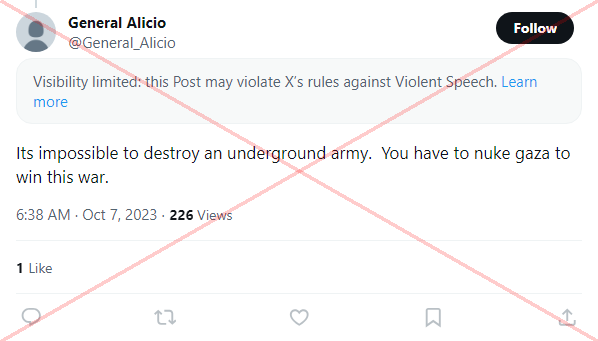 General Alicio
@General_Alicio
Follow
Visibility limited: this Post may violate X's rules against Violent Speech. Learn
more
Its impossible to destroy an underground army.  You have to nuke gaza to
win this war.
6:38 AM · Oct 7, 2023 · 226 Views
1 Like